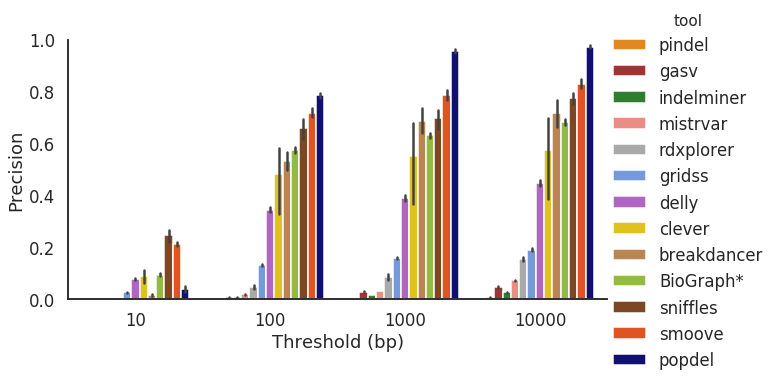 tool
pindel
gasv
indelminer
mistrvar
rdxplorer
gridss
delly
clever
breakdancer
BioGraph*
sniffles
smoove
popdel
Precision
1.0
0.8
0.6
0.4
0.2
0.0
10 100 1000 10000
Threshold (bp)